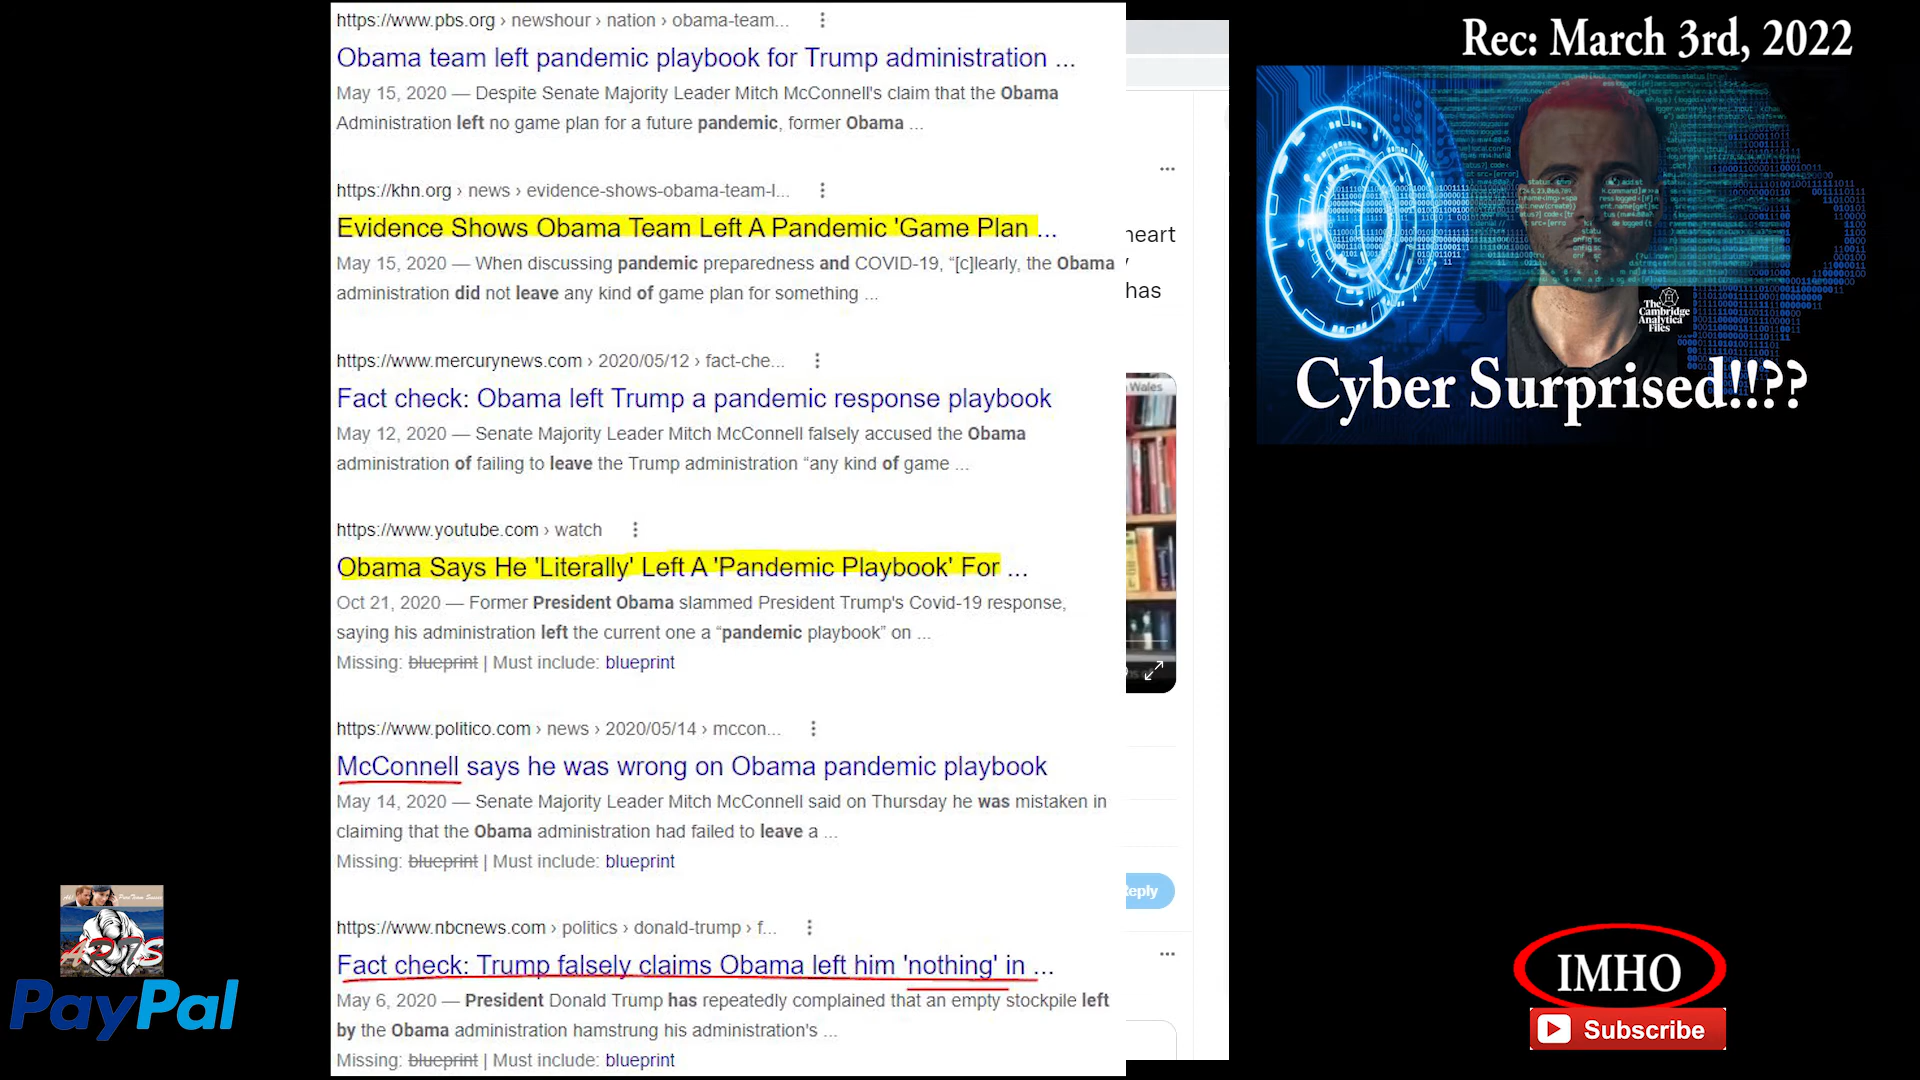 https://www.pbs.org › newshour › nation › obama-team...
Obama team left pandemic playbook for Trump administration ...
May 15, 2020 — Despite Senate Majority Leader Mitch McConnell's claim that the Obama
Administration left no game plan for a future pandemic, former Obama ...
https://khn.org › news › evidence-shows-obama-team-l...
Evidence Shows Obama Team Left A Pandemic 'Game Plan ...
May 15, 2020 — When discussing pandemic preparedness and COVID-19, “[c]learly, the Obama
administration did not leave any kind of game plan for something ...
https://www.mercurynews.com › 2020/05/12 › fact-che...
Fact check: Obama left Trump a pandemic response playbook
May 12, 2020 — Senate Majority Leader Mitch McConnell falsely accused the Obama
administration of failing to leave the Trump administration “any kind of game ...
https://www.youtube.com › watch
Obama Says He 'Literally' Left A 'Pandemic Playbook' For ...
Oct 21, 2020 — Former President Obama slammed President Trump's Covid-19 response,
saying his administration left the current one a “pandemic playbook” on ...
Missing: blueprint | Must include: blueprint
https://www.politico.com › news › 2020/05/14 › mccon...
McConnell says he was wrong on Obama pandemic playbook
May 14, 2020 — Senate Majority Leader Mitch McConnell said on Thursday he was mistaken in
claiming that the Obama administration had failed to leave a ...
Missing: blueprint | Must include: blueprint
https://www.nbcnews.com › politics › donald-trump › f...
Fact check: Trump falsely claims Obama left him 'nothing' in ...
May 6, 2020 — President Donald Trump has repeatedly complained that an empty stockpile left
by the Obama administration hamstrung his administration's ...
Missing: blueprint | Must include: blueprint
heart
has
Wales
eply
Rec: March 3rd, 2022
The
Cambridge
Analytica
Files
Cyber Surprised!!??
PayPal
IMHO
Subscribe